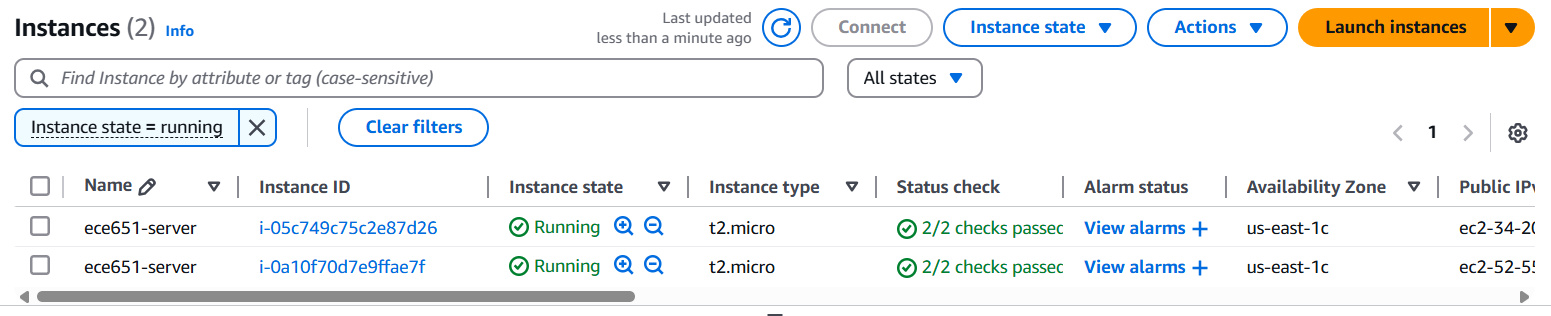 Instances (2) Info
Last updated
less than a minute ago
Connect
Instance state
Actions
Launch instances
Find Instance by attribute or tag (case-sensitive)
All states
Instance state = running
Clear filters
1
Name Instance ID Instance state Instance type Status check Alarm status Availability Zone Public IPv
ece651-server i-05c749c75c2e87d26 Running t2.micro 2/2 checks passec View alarms + us-east-1c ec2-34-20
ece651-server i-0a10f70d7e9ffae7f Running t2.micro 2/2 checks passec View alarms + us-east-1c ec2-52-55